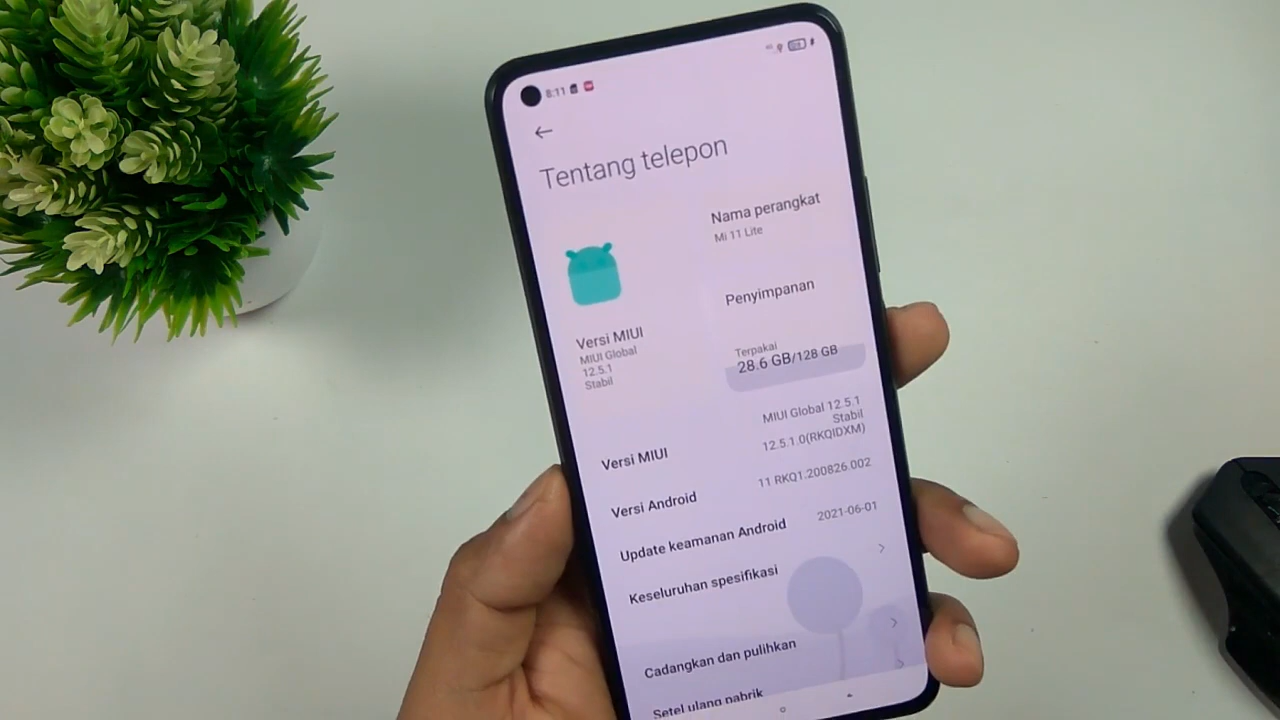 8:11
Tentang telepon
Nama perangkat
Mi 11 Lite
Penyimpanan
Terpakai
28.6 GB/128 GB
Versi MIUI
MIUI Global
12.5.1
Stabil
Versi MIUI
MIUI Global 12.5.1
Stabil
12.5.1.0(RKQIDXM)
Versi Android
11 RKQ1.200826.002
Update keamanan Android
2021-06-01
Keseluruhan spesifikasi
Cadangkan dan pulihkan
Setel ulang pabrik